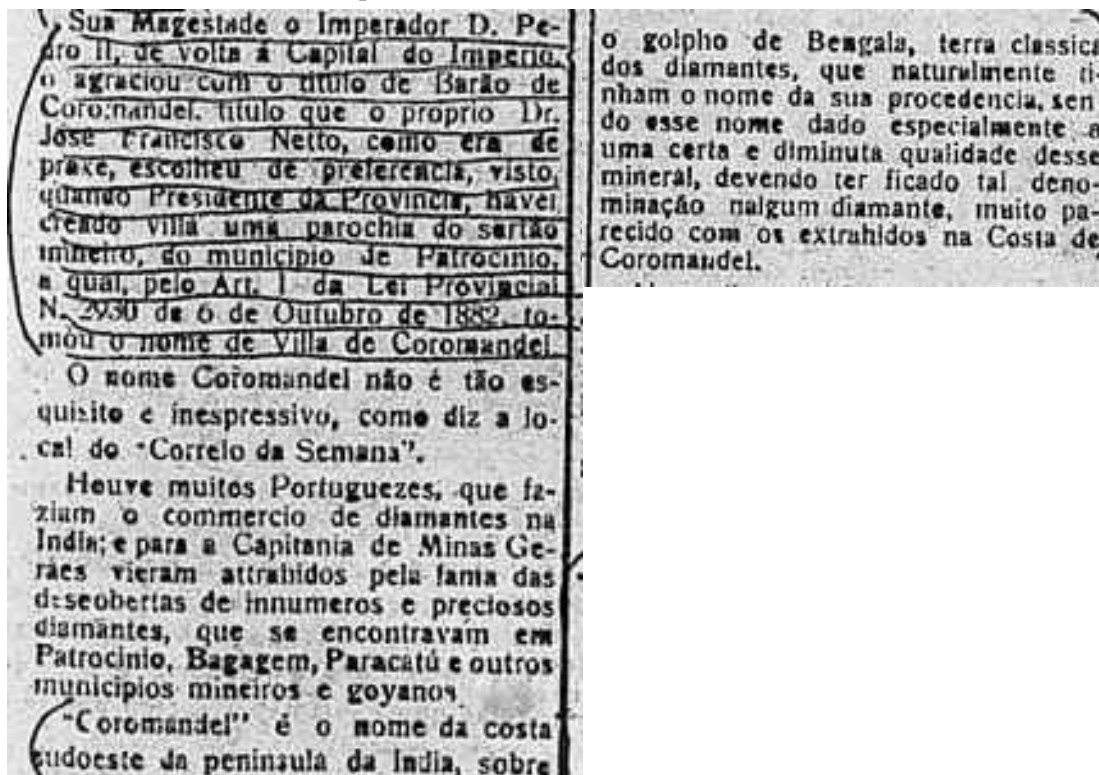 Sua Magestade o Imperador D. Pe-
dro II, de volta á Capital do Imperio,
o agraciou com o titulo de Barão de
Coromandel, titulo que o proprio Dr.
José Francisco Netto, como era de
praxe, escolheu de preferencia, visto,
quando Presidente da Provincia, haver
creado villa uma parochia do sertão
mineiro, do municipio de Patrocinio,
a qual, pelo Art. I da Lei Provincial
N. 2930 de 6 de Outubro de 1882, to-
mou o nome de Villa de Coromandel.
O nome Coromandel não é tão es-
quisito e inespressivo, como diz a lo-
cal do "Correio da Semana".
Houve muitos Portuguezes, que fa-
ziam o commercio de diamantes na
India; e para a Capitania de Minas Ge-
raes vieram attrahidos pela fama das
descobertas de innumeros e preciosos
diamantes, que se encontravam em
Patrocinio, Bagagem, Paracatú e outros
municipios mineiros e goyanos
"Coromandel" é o nome da costa
sudoeste da peninsula da India, sobre
o golpho de Bengala, terra classica
dos diamantes, que naturalmente ti-
nham o nome da sua procedencia, sen
do esse nome dado especialmente a
uma certa e diminuta qualidade desse
mineral, devendo ter ficado tal deno-
minação nalgum diamante, muito pa-
recido com os extrahidos na Costa de
Coromandel.